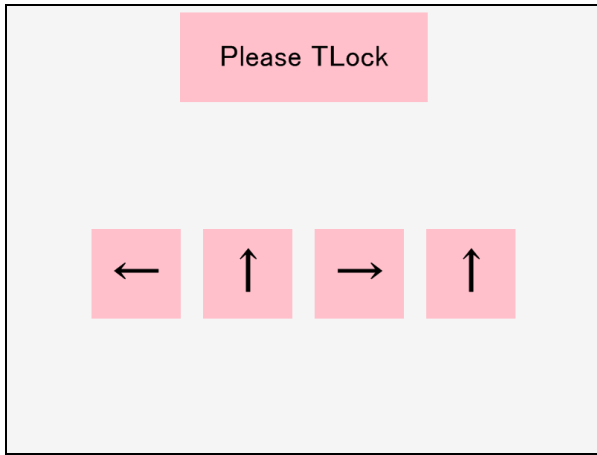 Please TLock
← ↑ → ↑